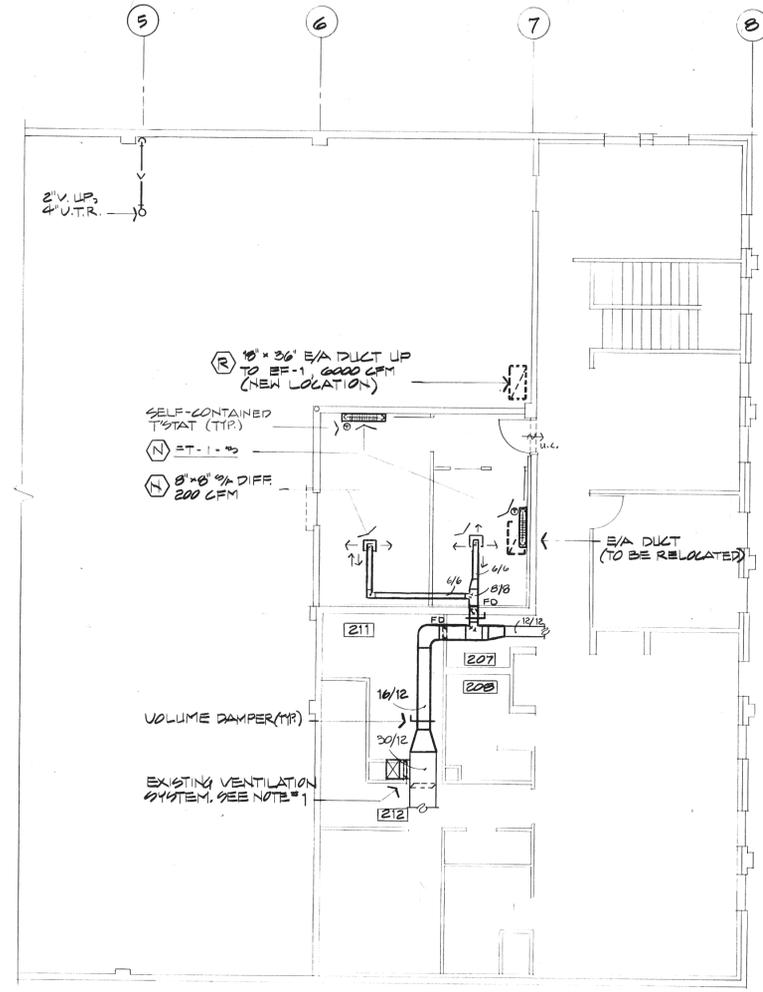 5
6
7
8
2" V. UP,
4" V.T.R.
V
R
18" × 36" E/A DUCT UP
TO EF-1, 6000 CFM
(NEW LOCATION)
SELF-CONTAINED
T'STAT (TYP.)
N
N
8"×8" S/A DIFF.
200 CFM
U.C.
E/A DUCT
(TO BE RELOCATED)
6/6
6/6
8/8
FD
FD
12/12
211
207
208
16/12
VOLUME DAMPER (TYP.)
30/12
EXISTING VENTILATION
SYSTEM. SEE NOTE #1
212